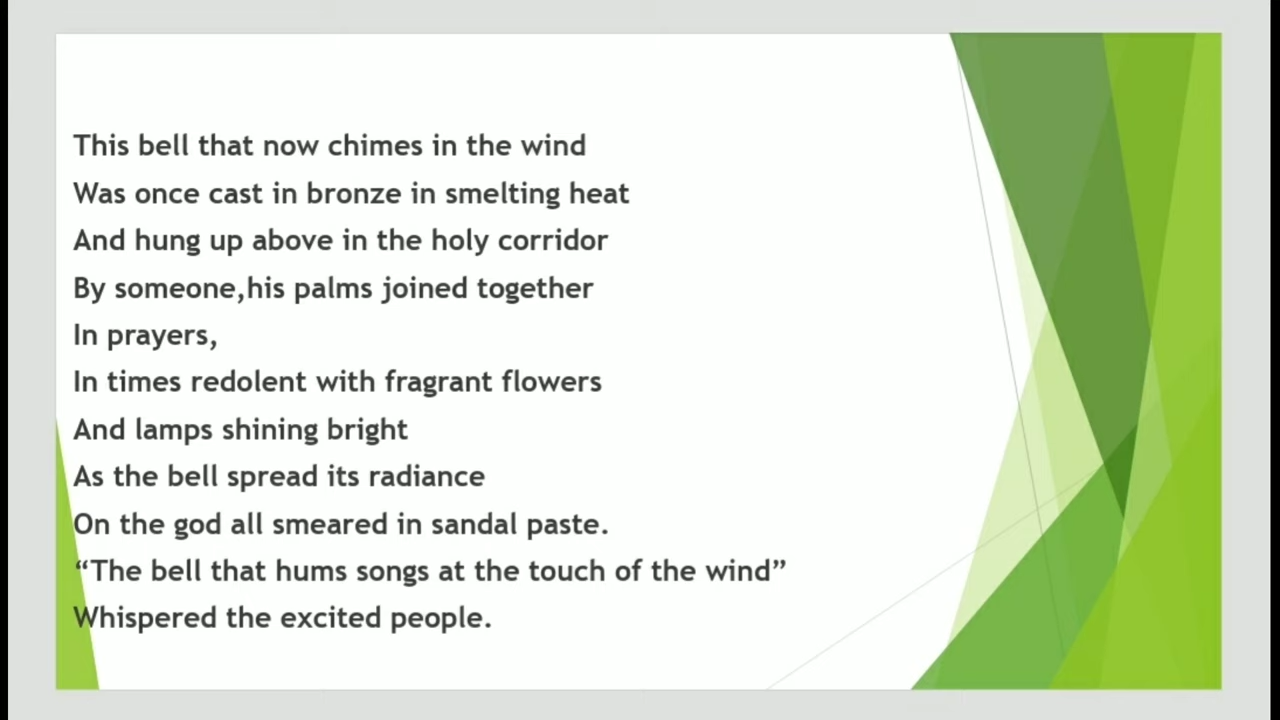 This bell that now chimes in the wind
Was once cast in bronze in smelting heat
And hung up above in the holy corridor
By someone,his palms joined together
In prayers,
In times redolent with fragrant flowers
And lamps shining bright
As the bell spread its radiance
On the god all smeared in sandal paste.
“The bell that hums songs at the touch of the wind”
Whispered the excited people.